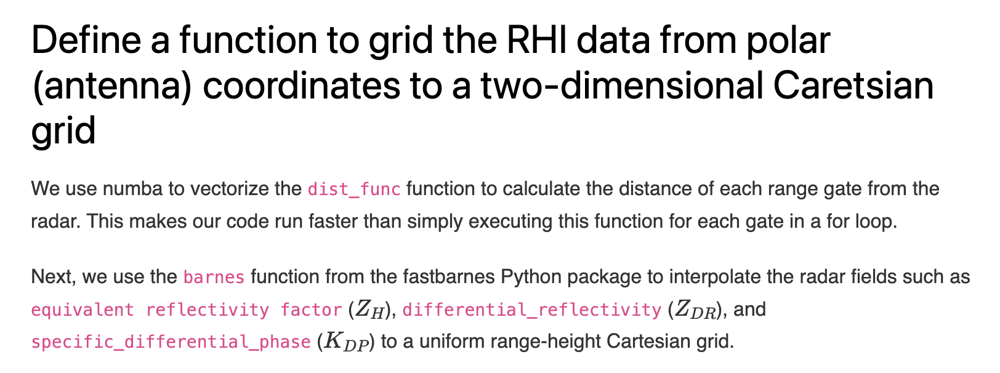 Define a function to grid the RHI data from polar
(antenna) coordinates to a two-dimensional Caretsian
grid
We use numba to vectorize the dist_func function to calculate the distance of each range gate from the
radar. This makes our code run faster than simply executing this function for each gate in a for loop.
Next, we use the barnes function from the fastbarnes Python package to interpolate the radar fields such as
equivalent reflectivity factor (Z_H), differential_reflectivity (Z_{DR}), and
specific_differential_phase (K_{DP}) to a uniform range-height Cartesian grid.